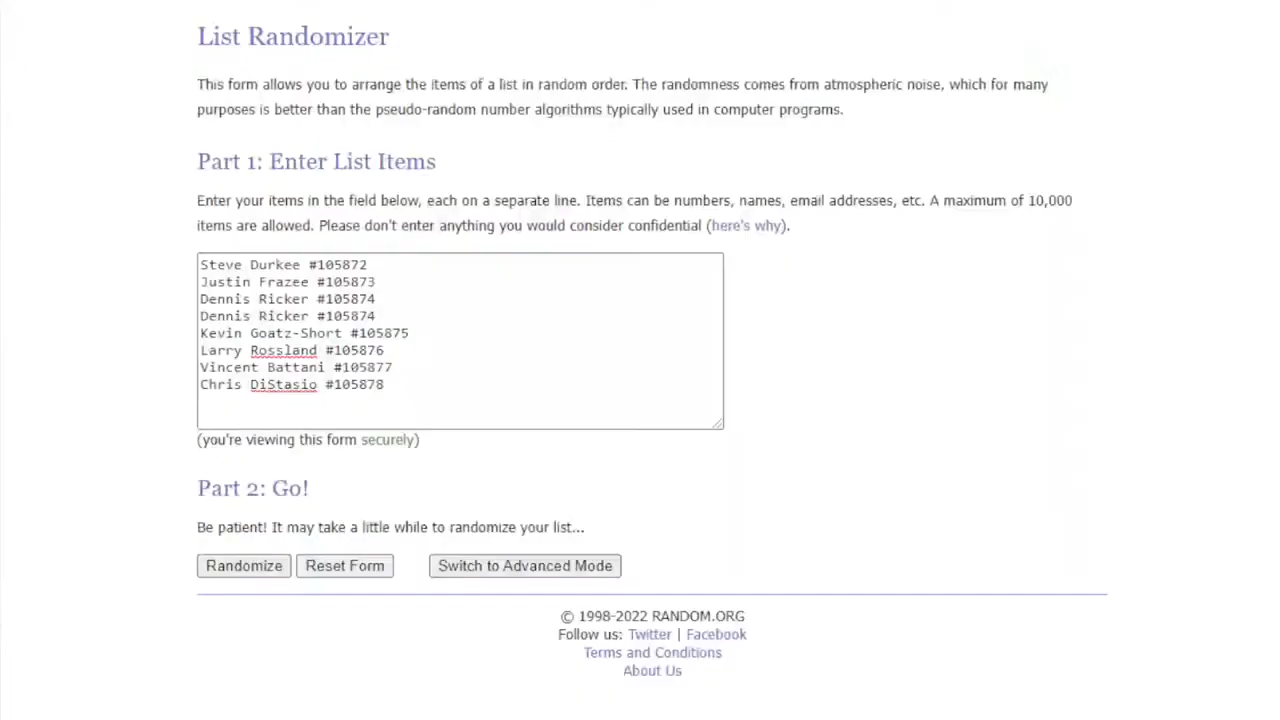 List Randomizer
This form allows you to arrange the items of a list in random order. The randomness comes from atmospheric noise, which for many
purposes is better than the pseudo-random number algorithms typically used in computer programs.
Part 1: Enter List Items
Enter your items in the field below, each on a separate line. Items can be numbers, names, email addresses, etc. A maximum of 10,000
items are allowed. Please don't enter anything you would consider confidential (here's why).
Steve Durkee #105872
Justin Frazee #105873
Dennis Ricker #105874
Dennis Ricker #105874
Kevin Goatz-Short #105875
Larry Rossland #105876
Vincent Battani #105877
Chris DiStasio #105878
(you're viewing this form securely)
Part 2: Go!
Be patient! It may take a little while to randomize your list...
Randomize Reset Form Switch to Advanced Mode
© 1998-2022 RANDOM.ORG
Follow us: Twitter | Facebook
Terms and Conditions
About Us